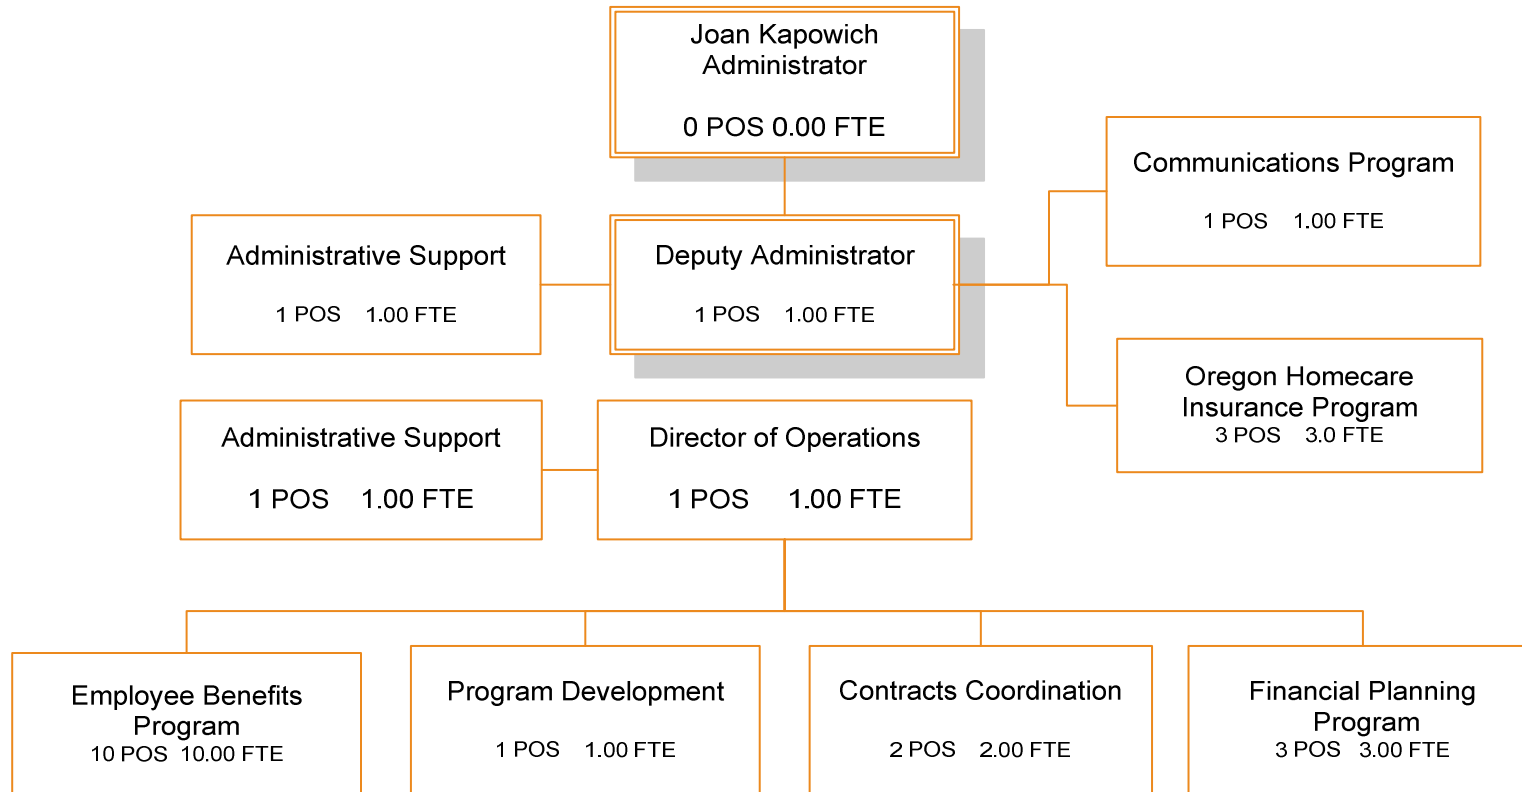 Joan Kapowich
Administrator
0 POS 0.00 FTE
Communications Program
1 POS 1.00 FTE
Administrative Support
1 POS 1.00 FTE
Deputy Administrator
1 POS 1.00 FTE
Oregon Homecare
Insurance Program
3 POS 3.0 FTE
Administrative Support
1 POS 1.00 FTE
Director of Operations
1 POS 1.00 FTE
Employee Benefits
Program
10 POS 10.00 FTE
Program Development
1 POS 1.00 FTE
Contracts Coordination
2 POS 2.00 FTE
Financial Planning
Program
3 POS 3.00 FTE